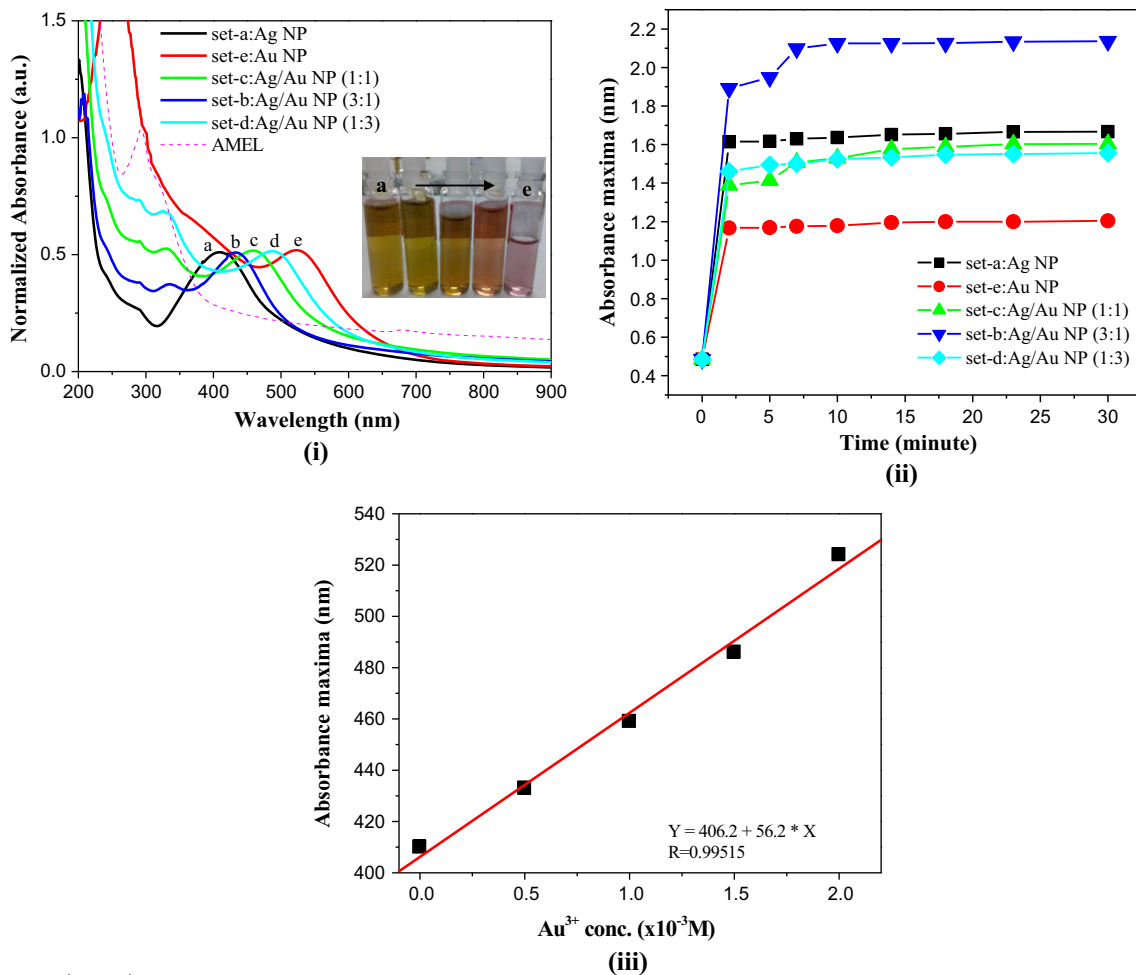 1.5
1.0
0.5
0.0
Normalized Absorbance (a.u.)
set-a:Ag NP
set-e:Au NP
set-c:Ag/Au NP (1:1)
set-b:Ag/Au NP (3:1)
set-d:Ag/Au NP (1:3)
AMEL
a e
a b c d e
200 300 400 500 600 700 800 900
Wavelength (nm)
(i)
2.2
2.0
1.8
1.6
1.4
1.2
1.0
0.8
0.6
0.4
Absorbance maxima (nm)
set-a:Ag NP
set-e:Au NP
set-c:Ag/Au NP (1:1)
set-b:Ag/Au NP (3:1)
set-d:Ag/Au NP (1:3)
0 5 10 15 20 25 30
Time (minute)
(ii)
540
520
500
480
460
440
420
400
Absorbance maxima (nm)
Y = 406.2 + 56.2 * X
R=0.99515
0.0 0.5 1.0 1.5 2.0
Au³⁺ conc. (x10⁻³M)
(iii)